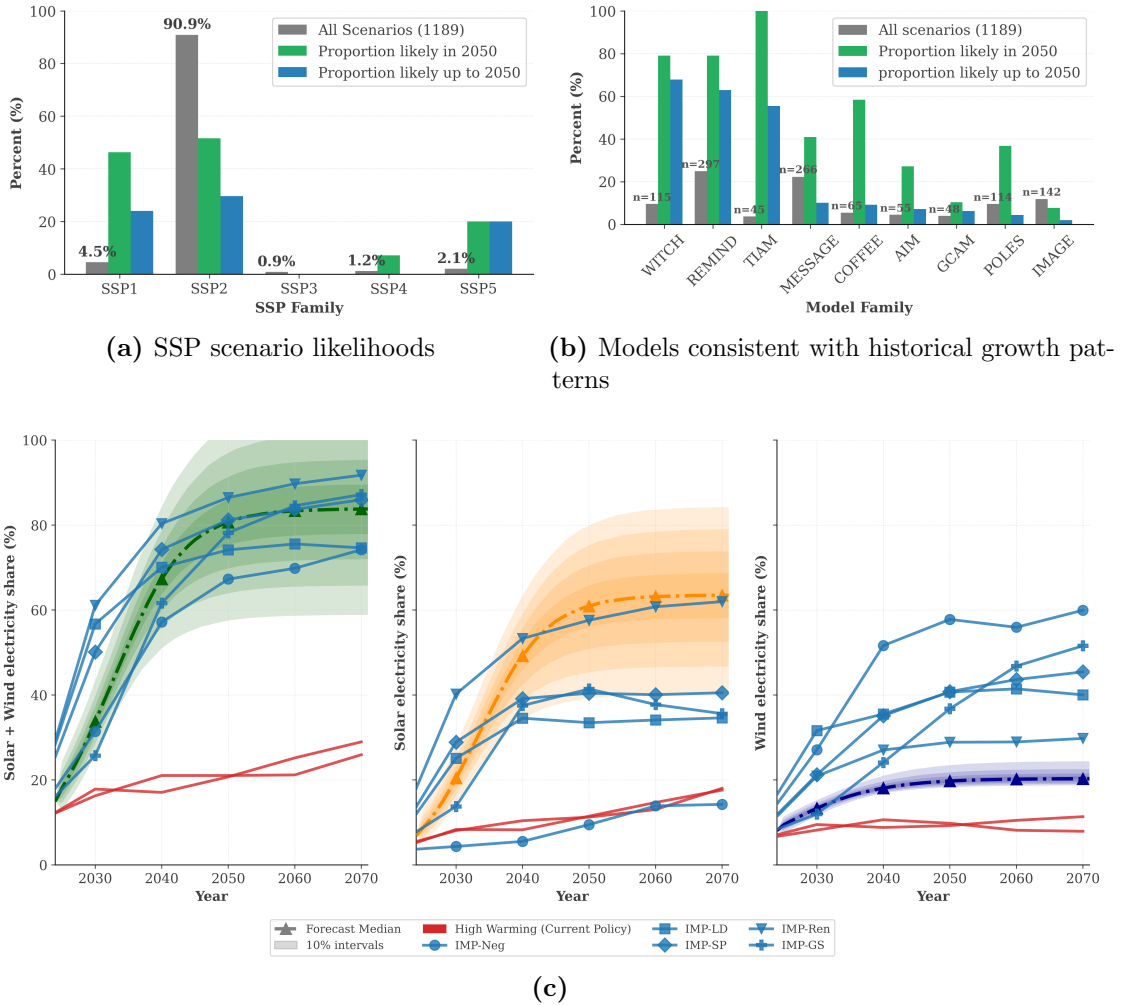 100
80
60
40
20
0
Percent (%)
4.5%
90.9%
0.9%
1.2%
2.1%
All Scenarios (1189)
Proportion likely in 2050
Proportion likely up to 2050
SSP1 SSP2 SSP3 SSP4 SSP5
SSP Family
(a) SSP scenario likelihoods
100
80
60
40
20
0
Percent (%)
n=115
n=297
n=45
n=266
n=65
n=55
n=48
n=114
n=142
All scenarios (1189)
Proportion likely in 2050
proportion likely up to 2050
WITCH REMIND TIAM MESSAGE COFFEE AIM GCAM POLES IMAGE
Model Family
(b) Models consistent with historical growth pat-
terns
100
80
60
40
20
0
Solar + Wind electricity share (%)
2030 2040 2050 2060 2070
Year
Solar electricity share (%)
2030 2040 2050 2060 2070
Year
Wind electricity share (%)
2030 2040 2050 2060 2070
Year
Forecast Median
10% intervals
High Warming (Current Policy)
IMP-Neg
IMP-LD
IMP-SP
IMP-Ren
IMP-GS
(c)